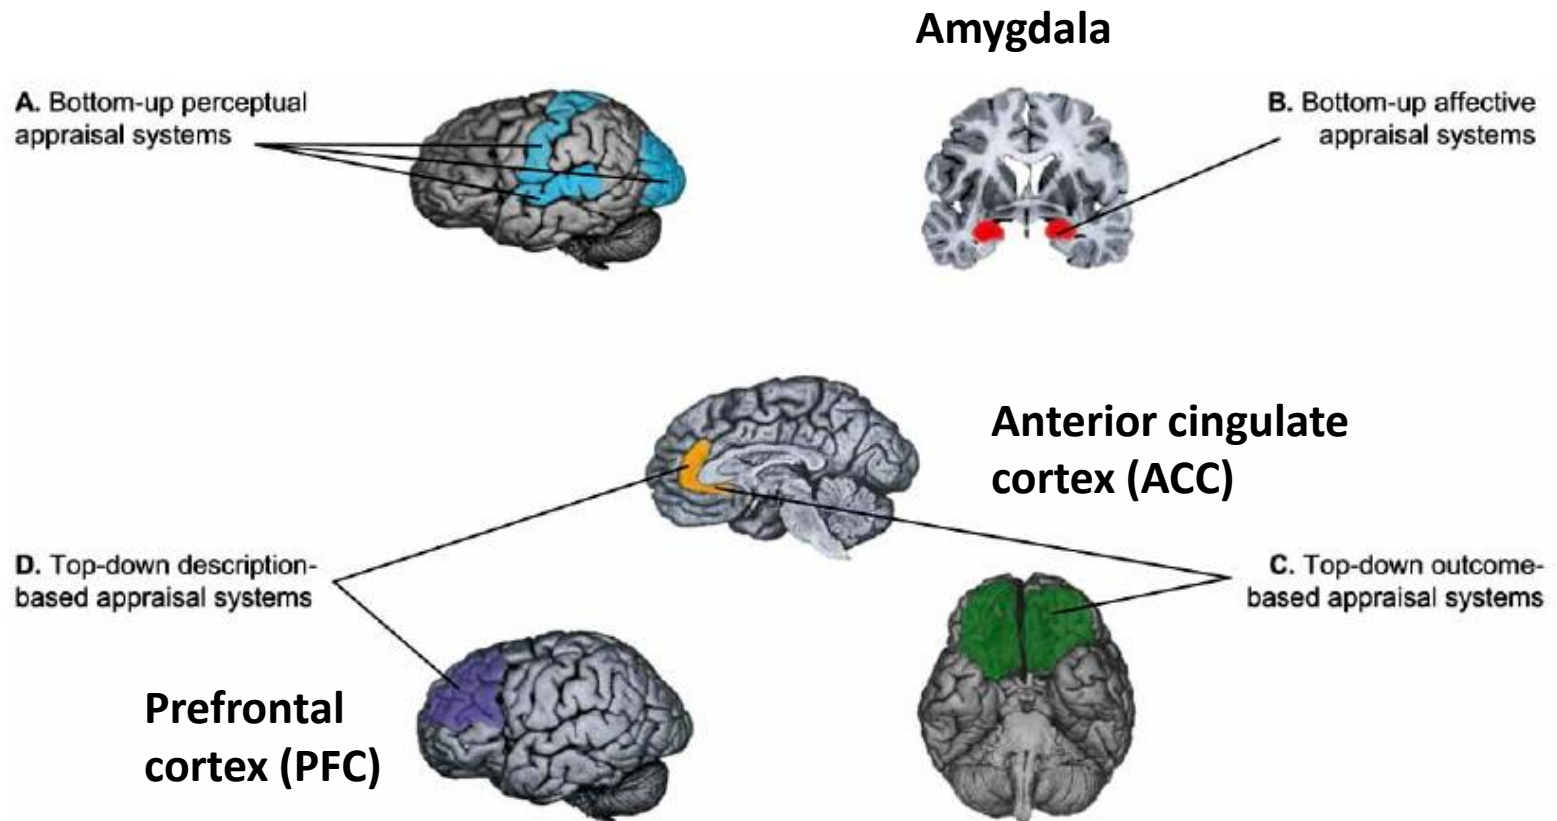 Amygdala
A. Bottom-up perceptual
appraisal systems
B. Bottom-up affective
appraisal systems
Anterior cingulate
cortex (ACC)
D. Top-down description-
based appraisal systems
C. Top-down outcome-
based appraisal systems
Prefrontal
cortex (PFC)